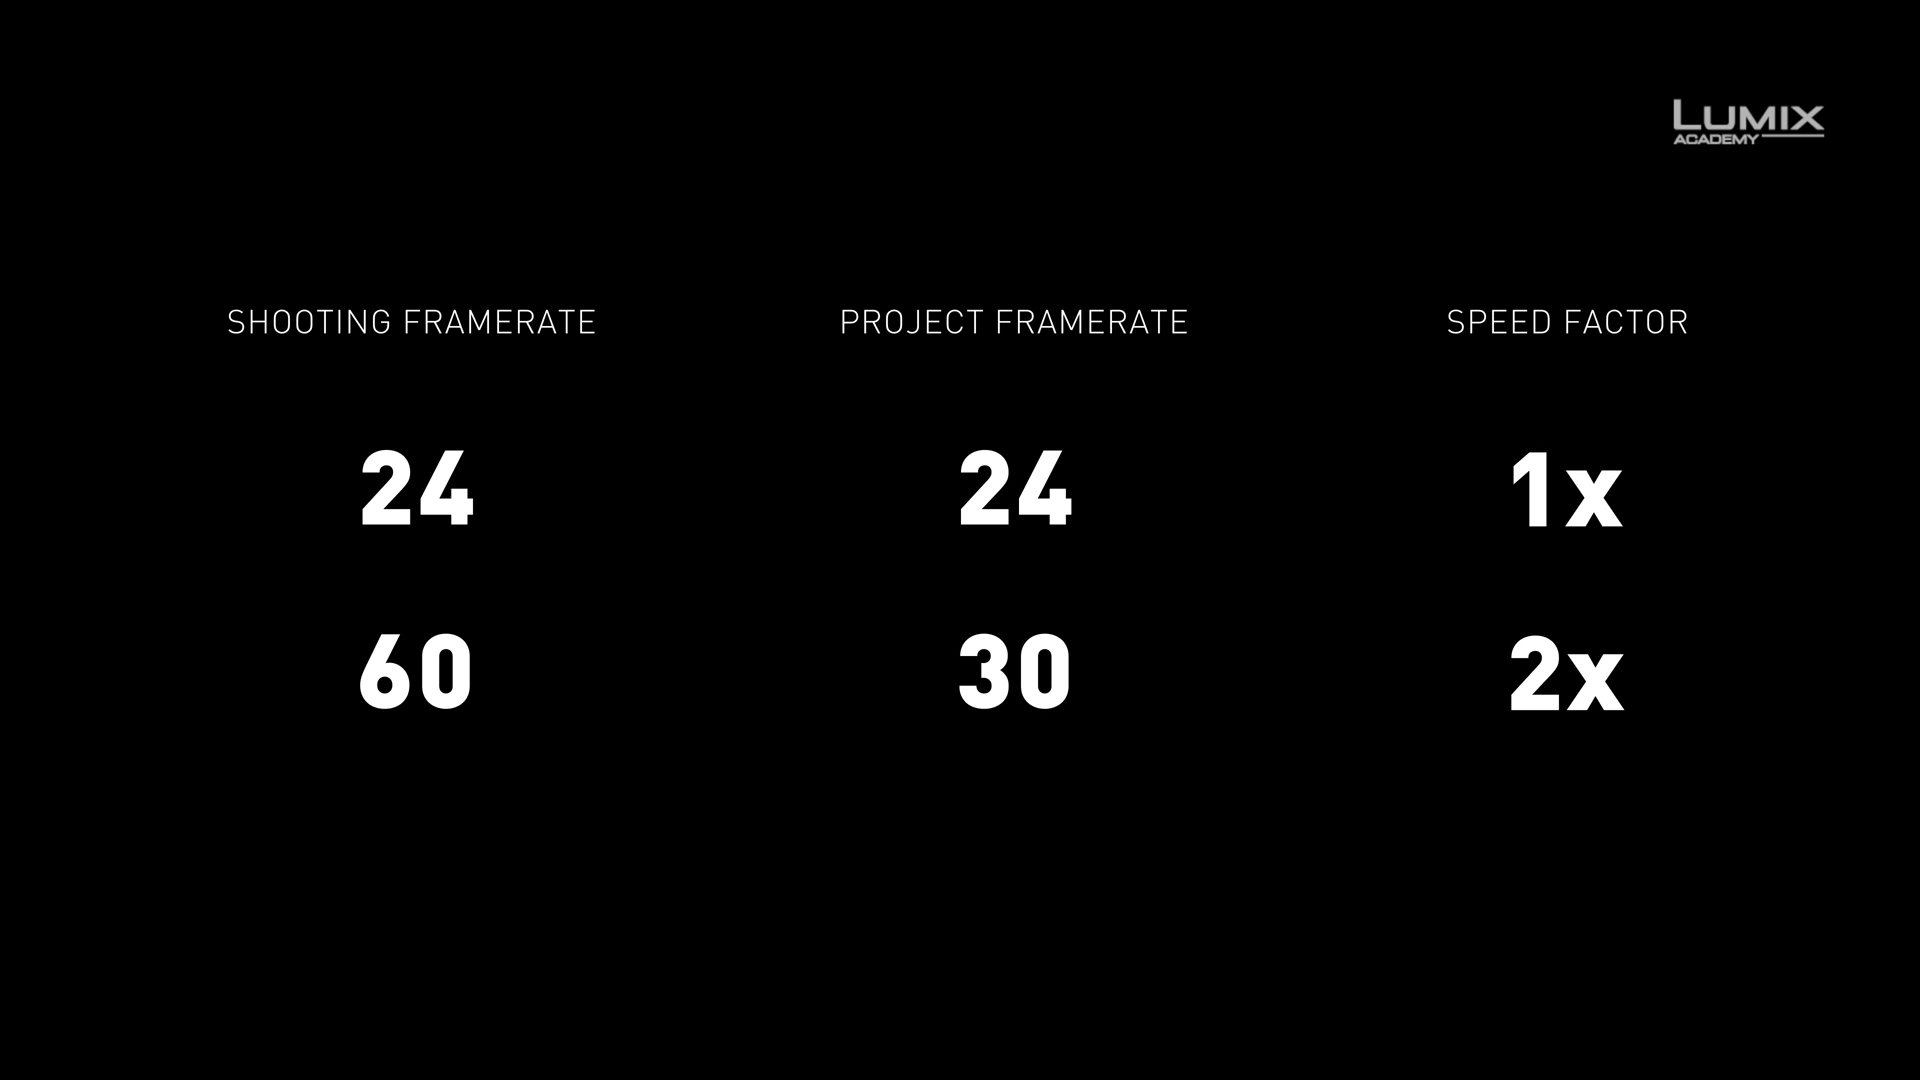 LUMIX
ACADEMY
SHOOTING FRAMERATE PROJECT FRAMERATE SPEED FACTOR
24 24 1x
60 30 2x